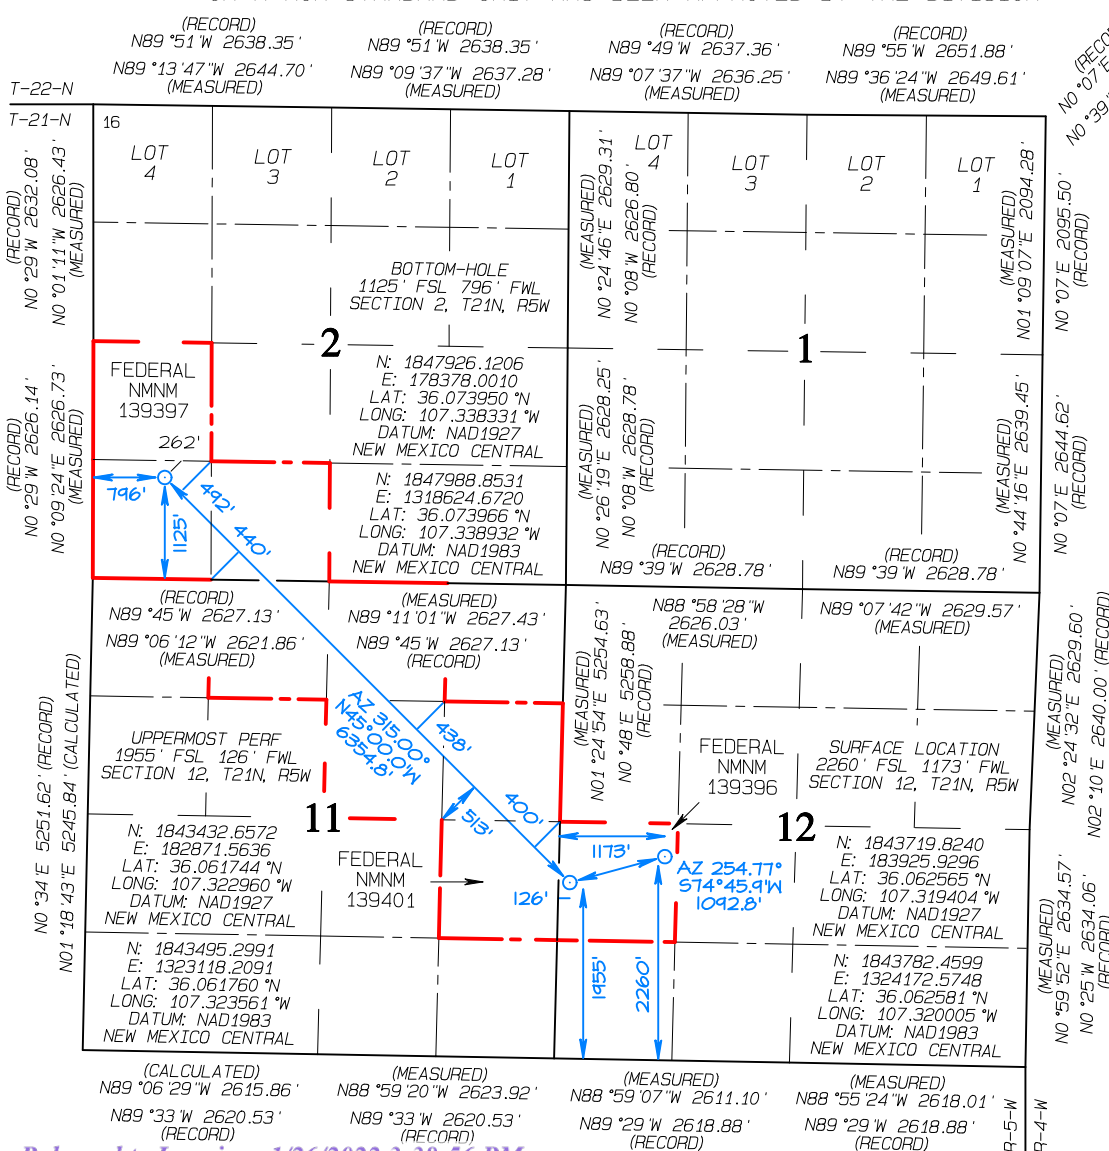 (RECORD)
N89°51'W 2638.35'
N89°13'47"W 2644.70'
(MEASURED)
(RECORD)
N89°51'W 2638.35'
N89°09'37"W 2637.28'
(MEASURED)
(RECORD)
N89°49'W 2637.36'
N89°07'37"W 2636.25'
(MEASURED)
(RECORD)
N89°55'W 2651.88'
N89°36'24"W 2649.61'
(MEASURED)
T-22-N
T-21-N
16
LOT
4
LOT
3
LOT
2
LOT
1
LOT
4
LOT
3
LOT
2
LOT
1
(RECORD)
N0°29'W 2632.08'
N0°01'11"W 2626.43'
(MEASURED)
(MEASURED)
N0°24'46"E 2629.31'
N0°08'W 2626.80'
(RECORD)
(MEASURED)
N01°09'07"E 2094.28'
N0°07'E 2095.50'
(RECORD)
BOTTOM-HOLE
1125' FSL 796' FWL
SECTION 2, T21N, R5W
2
1
FEDERAL
NMNM
139397
N: 1847926.1206
E: 178378.0010
LAT: 36.073950 °N
LONG: 107.338331 °W
DATUM: NAD1927
NEW MEXICO CENTRAL
N: 1847988.8531
E: 1318624.6720
LAT: 36.073966 °N
LONG: 107.338932 °W
DATUM: NAD1983
NEW MEXICO CENTRAL
(RECORD)
N0°29'W 2626.14'
N0°09'24"E 2626.73'
(MEASURED)
N0°26'19"E 2628.25'
(MEASURED)
N0°08'W 2628.78'
(RECORD)
N0°44'16"E 2639.45'
(MEASURED)
N0°07'E 2644.62'
(RECORD)
262'
796'
1125'
492'
440'
(RECORD)
N89°39'W 2628.78'
(RECORD)
N89°39'W 2628.78'
(RECORD)
N89°45'W 2627.13'
N89°06'12"W 2621.86'
(MEASURED)
(MEASURED)
N89°11'01"W 2627.43'
N89°45'W 2627.13'
(RECORD)
N88°58'28"W
2626.03'
(MEASURED)
N89°07'42"W 2629.57'
(MEASURED)
(MEASURED)
N01°24'54"E 5254.63'
N0°48'E 5258.88'
(RECORD)
N02°24'32"E 2629.60'
(MEASURED)
N02°10'E 2640.00' (RECORD)
N0°34'E 5251.62' (RECORD)
N01°18'43"E 5245.84' (CALCULATED)
AZ 315.00°
N45°00.0'W
6354.8'
438'
400'
513'
UPPERMOST PERF
1955' FSL 126' FWL
SECTION 12, T21N, R5W
FEDERAL
NMNM
139396
SURFACE LOCATION
2260' FSL 1173' FWL
SECTION 12, T21N, R5W
11
12
N: 1843432.6572
E: 182871.5636
LAT: 36.061744 °N
LONG: 107.322960 °W
DATUM: NAD1927
NEW MEXICO CENTRAL
FEDERAL
NMNM
139401
126'
1173'
AZ 254.77°
S74°45.9'W
1092.8'
N: 1843719.8240
E: 183925.9296
LAT: 36.062565 °N
LONG: 107.319404 °W
DATUM: NAD1927
NEW MEXICO CENTRAL
N: 1843495.2991
E: 1323118.2091
LAT: 36.061760 °N
LONG: 107.323561 °W
DATUM: NAD1983
NEW MEXICO CENTRAL
1955'
2260'
N: 1843782.4599
E: 1324172.5748
LAT: 36.062581 °N
LONG: 107.320005 °W
DATUM: NAD1983
NEW MEXICO CENTRAL
(MEASURED)
N0°59'52"E 2634.57'
N0°25'W 2634.06'
(RECORD)
(CALCULATED)
N89°06'29"W 2615.86'
N89°33'W 2620.53'
(RECORD)
(MEASURED)
N88°59'20"W 2623.92'
N89°33'W 2620.53'
(RECORD)
(MEASURED)
N88°59'07"W 2611.10'
N89°29'W 2618.88'
(RECORD)
(MEASURED)
N88°55'24"W 2618.01'
N89°29'W 2618.88'
(RECORD)
R-5-W
R-4-W